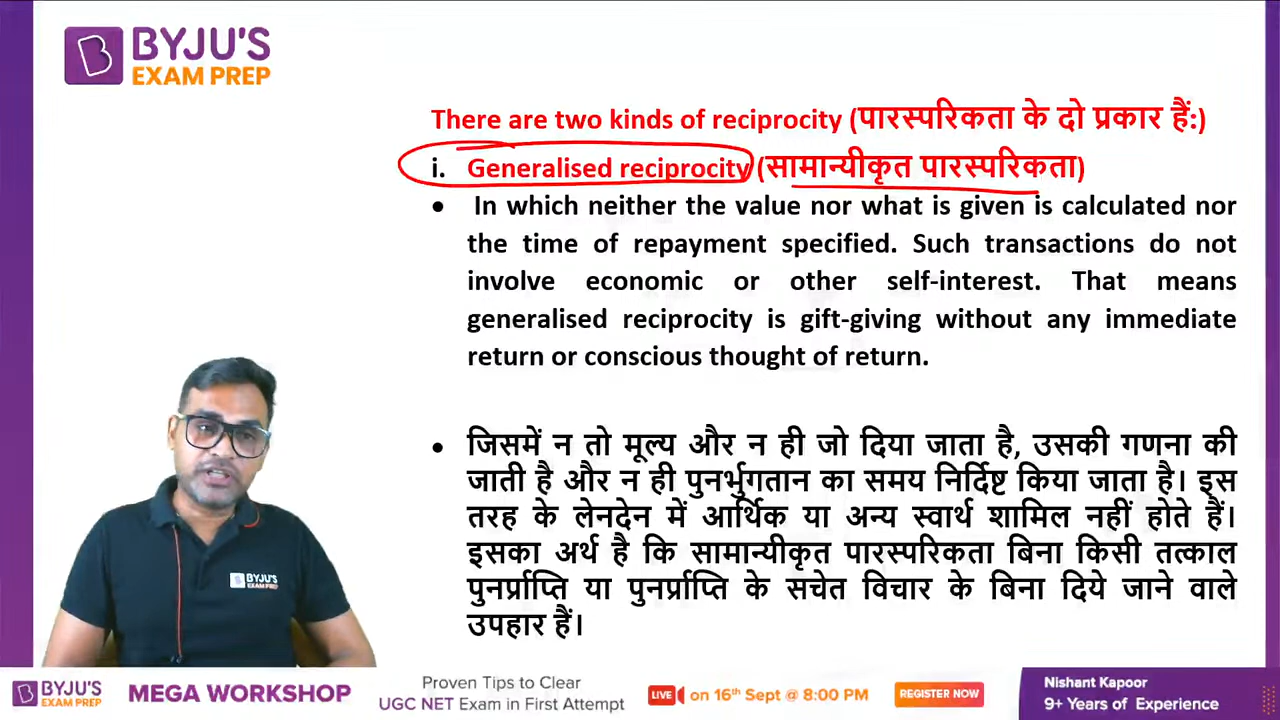 BYJU'S
EXAM PREP
There are two kinds of reciprocity (पारस्परिकता के दो प्रकार हैं:)
i. Generalised reciprocity (सामान्यीकृत पारस्परिकता)
• In which neither the value nor what is given is calculated nor
the time of repayment specified. Such transactions do not
involve economic or other self-interest. That means
generalised reciprocity is gift-giving without any immediate
return or conscious thought of return.
• जिसमें न तो मूल्य और न ही जो दिया जाता है, उसकी गणना की
जाती है और न ही पुनर्भुगतान का समय निर्दिष्ट किया जाता है। इस
तरह के लेनदेन में आर्थिक या अन्य स्वार्थ शामिल नहीं होते हैं।
इसका अर्थ है कि सामान्यीकृत पारस्परिकता बिना किसी तत्काल
पुनर्प्राप्ति या पुनर्प्राप्ति के सचेत विचार के बिना दिये जाने वाले
उपहार हैं।
BYJU'S
EXAM PREP
BYJU'S
EXAM PREP
MEGA WORKSHOP
Proven Tips to Clear
UGC NET Exam in First Attempt
LIVE on 16th Sept @ 8:00 PM
REGISTER NOW
Nishant Kapoor
9+ Years of Experience